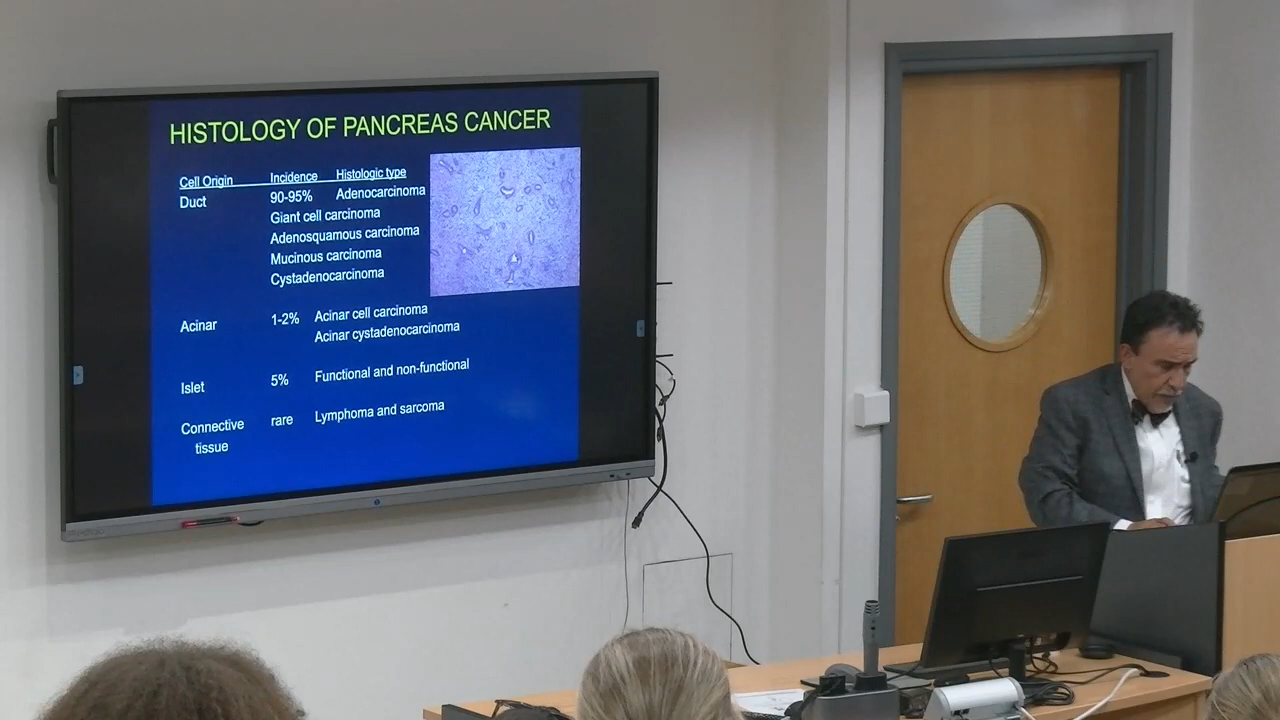 HISTOLOGY OF PANCREAS CANCER
Cell Origin Incidence Histologic type
Duct 90-95% Adenocarcinoma
Giant cell carcinoma
Adenosquamous carcinoma
Mucinous carcinoma
Cystadenocarcinoma
Acinar 1-2% Acinar cell carcinoma
Acinar cystadenocarcinoma
Islet 5% Functional and non-functional
Connective rare Lymphoma and sarcoma
tissue